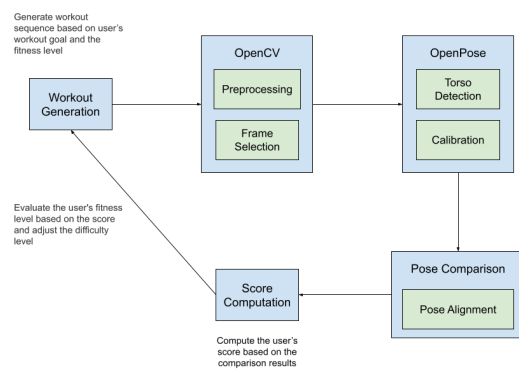 Generate workout
sequence based on user's
workout goal and the
fitness level
OpenCV
OpenPose
Preprocessing
Torso
Detection
Workout
Generation
Frame
Selection
Calibration
Evaluate the user's fitness
level based on the score
and adjust the difficulty
level
Pose Comparison
Score
Computation
Pose Alignment
Compute the user's
score based on the
comparison results